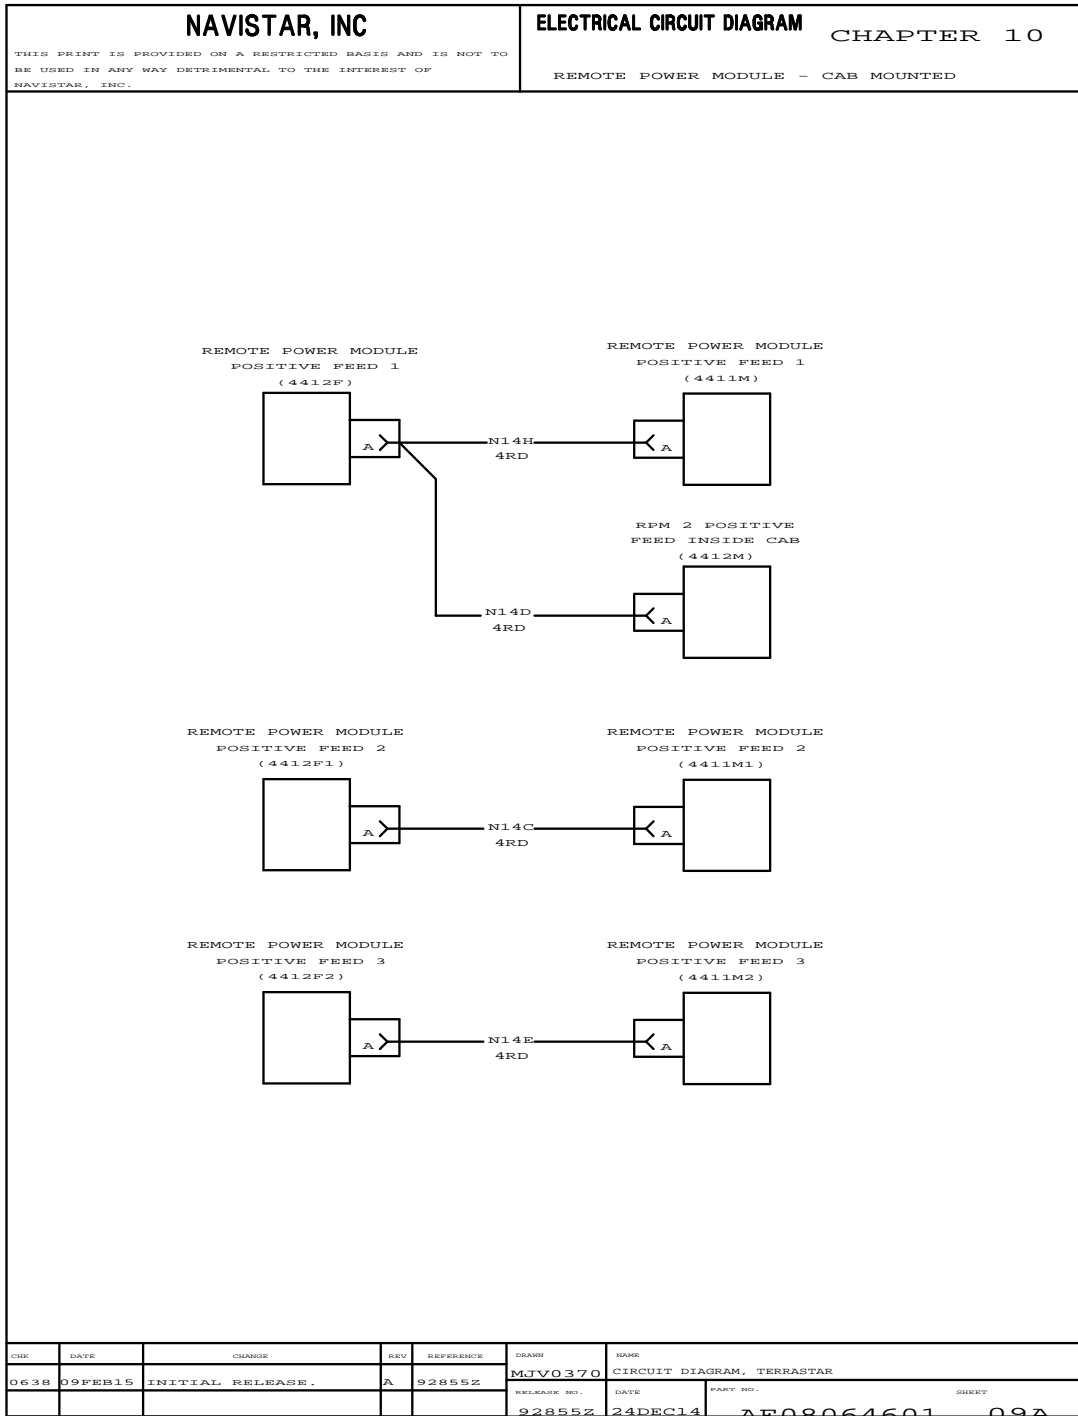 NAVISTAR, INC
THIS PRINT IS PROVIDED ON A RESTRICTED BASIS AND IS NOT TO
BE USED IN ANY WAY DETRIMENTAL TO THE INTEREST OF
NAVISTAR, INC.
ELECTRICAL CIRCUIT DIAGRAM
CHAPTER 10
REMOTE POWER MODULE - CAB MOUNTED
REMOTE POWER MODULE
POSITIVE FEED 1
(4412F)
A
N14H
4RD
REMOTE POWER MODULE
POSITIVE FEED 1
(4411M)
A
RPM 2 POSITIVE
FEED INSIDE CAB
(4412M)
N14D
4RD
A
REMOTE POWER MODULE
POSITIVE FEED 2
(4412F1)
A
N14C
4RD
REMOTE POWER MODULE
POSITIVE FEED 2
(4411M1)
A
REMOTE POWER MODULE
POSITIVE FEED 3
(4412F2)
A
N14E
4RD
REMOTE POWER MODULE
POSITIVE FEED 3
(4411M2)
A
CHK DATE CHANGE REV REFERENCE
0638 09FEB15 INITIAL RELEASE. A 92855Z
DRAWN
MJV0370
NAME
CIRCUIT DIAGRAM, TERRASTAR
RELEASE NO.
92855Z
DATE
24DEC14
PART NO.
AE08064601
SHEET
09A